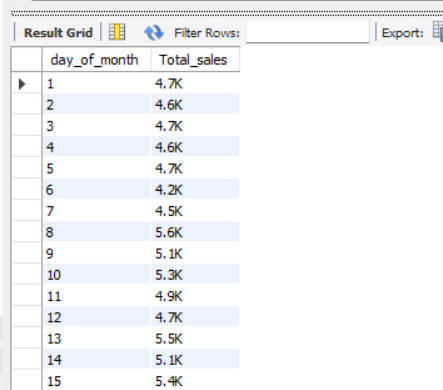 Result Grid Filter Rows: Export:
day_of_month Total_sales
1 4.7K
2 4.6K
3 4.7K
4 4.6K
5 4.7K
6 4.2K
7 4.5K
8 5.6K
9 5.1K
10 5.3K
11 4.9K
12 4.7K
13 5.5K
14 5.1K
15 5.4K